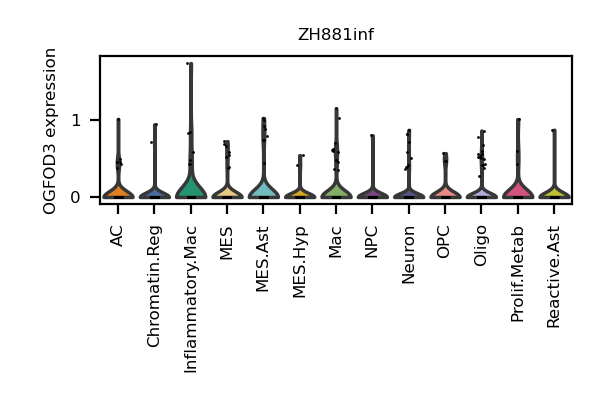 ZH881inf
OGFOD3 expression
1
0
AC
Chromatin.Reg
Inflammatory.Mac
MES
MES.Ast
MES.Hyp
Mac
NPC
Neuron
OPC
Oligo
Prolif.Metab
Reactive.Ast